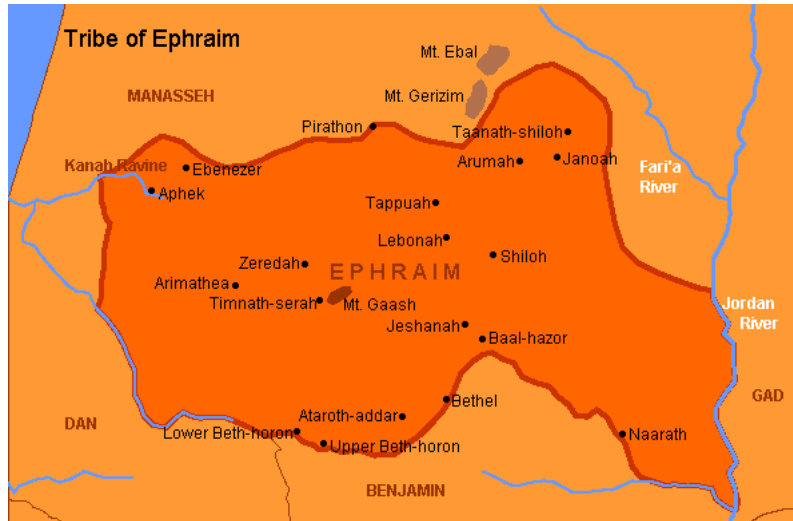 Tribe of Ephraim
Mt. Ebal
MANASSEH
Mt. Gerizim
Pirathon
Taanath-shiloh
Kanah Ravine
Ebenezer
Arumah
Janoah
Fari'a
River
Aphek
Tappuah
Lebonah
Shiloh
Zeredah
EPHRAIM
Arimathea
Timnath-serah
Mt. Gaash
Jordan
River
Jeshanah
Baal-hazor
GAD
Bethel
Ataroth-addar
DAN
Lower Beth-horon
Upper Beth-horon
Naarath
BENJAMIN